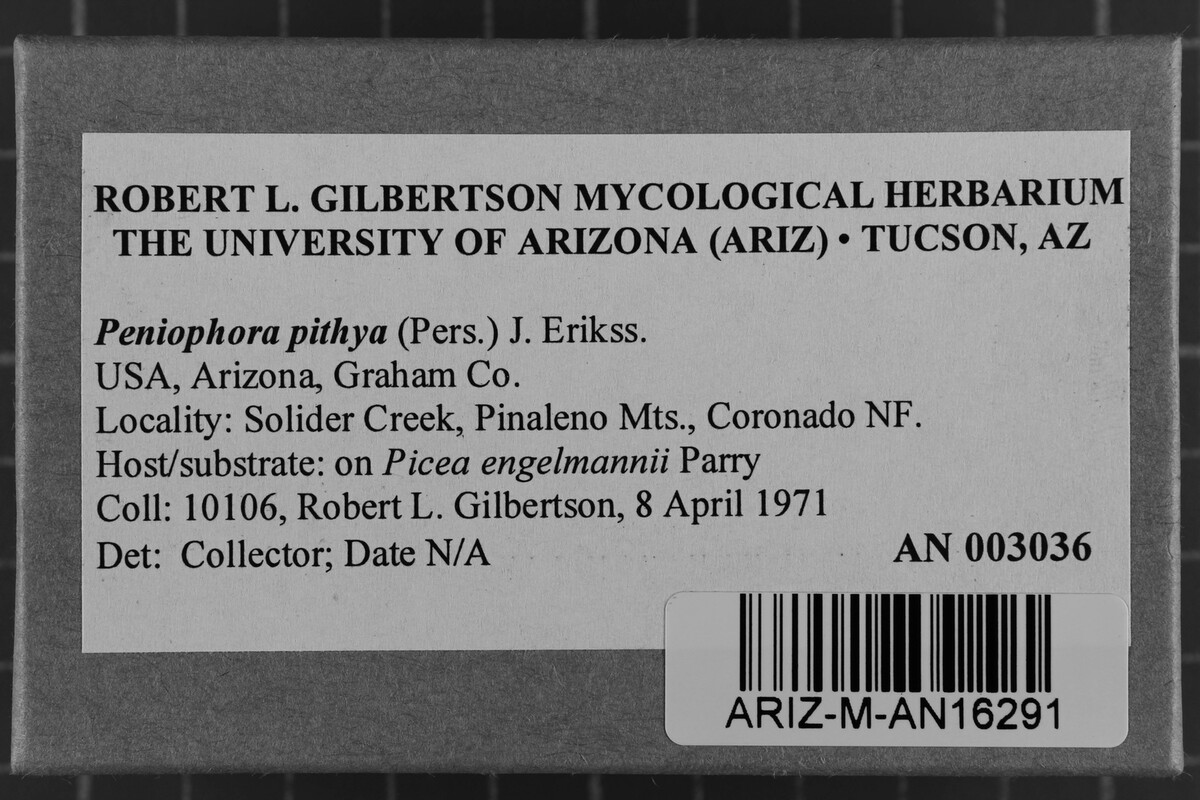 ROBERT L. GILBERTSON MYCOLOGICAL HERBARIUM
THE UNIVERSITY OF ARIZONA (ARIZ) • TUCSON, AZ
Peniophora pithya (Pers.) J. Erikss.
USA, Arizona, Graham Co.
Locality: Solider Creek, Pinaleno Mts., Coronado NF.
Host/substrate: on Picea engelmannii Parry
Coll: 10106, Robert L. Gilbertson, 8 April 1971
Det: Collector; Date N/A
AN 003036
ARIZ-M-AN16291